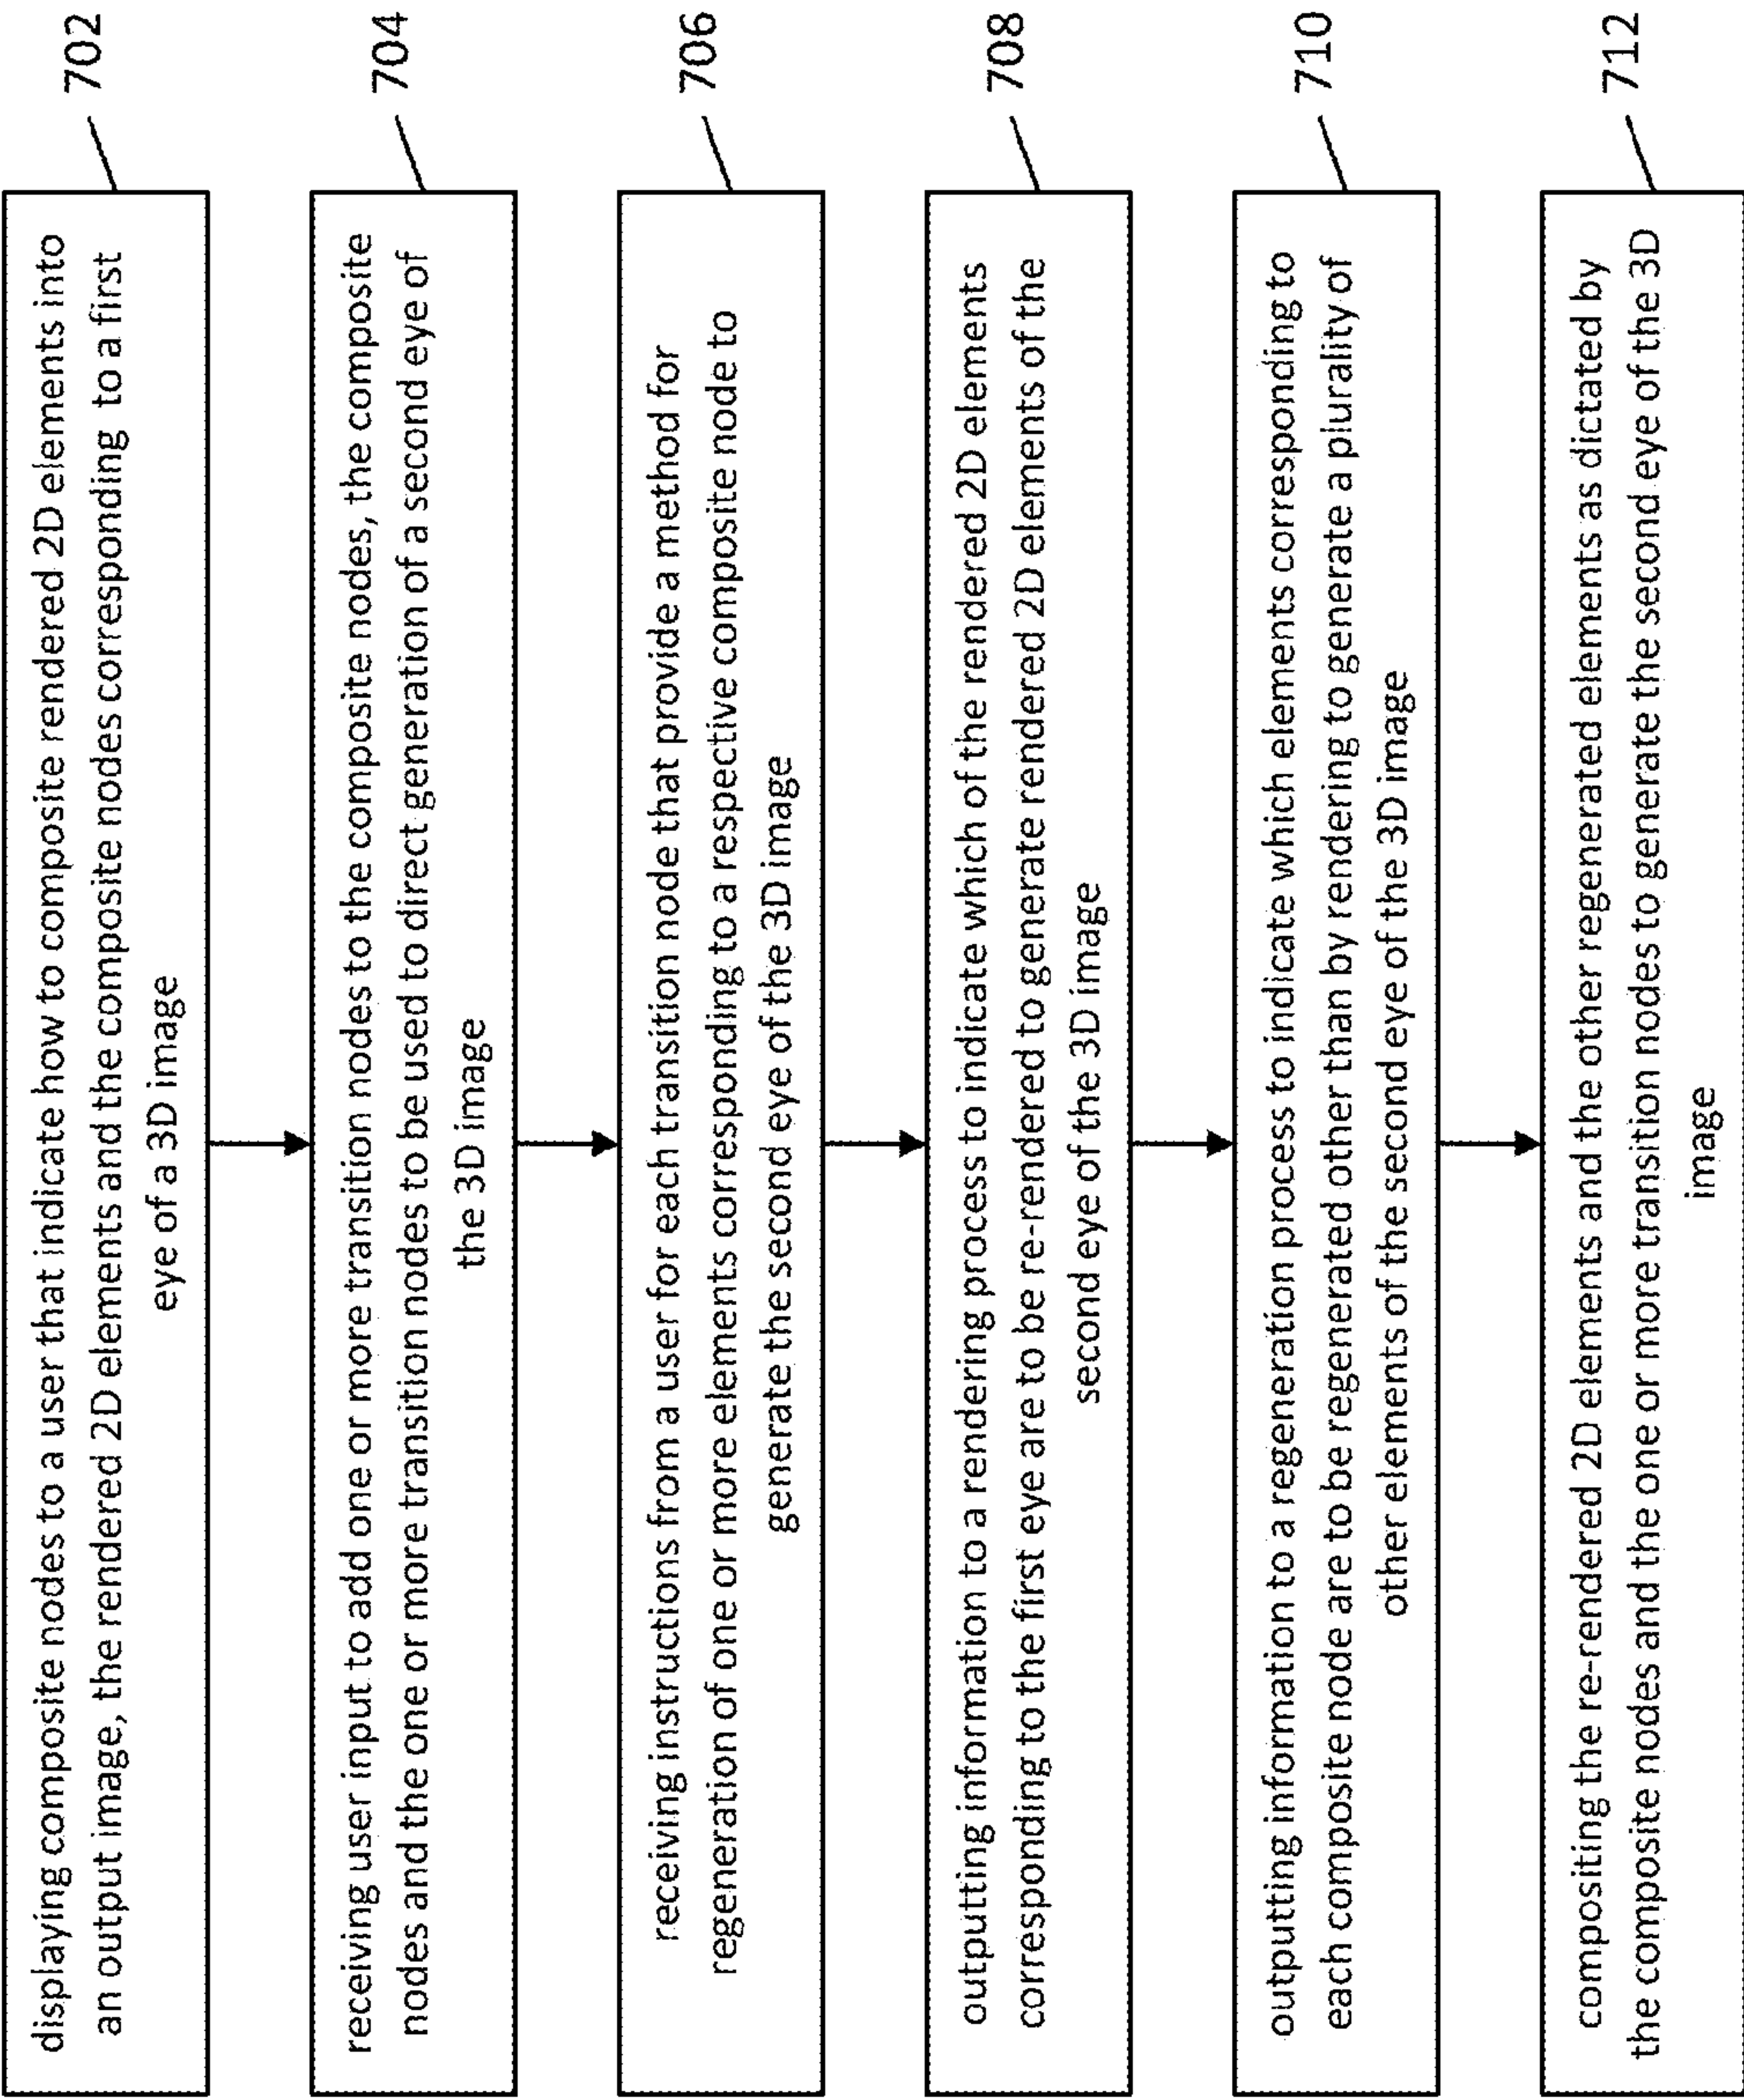 displaying composite nodes to a user that indicate how to composite rendered 2D elements into
an output image, the rendered 2D elements and the composite nodes corresponding to a first
eye of a 3D image
702
receiving user input to add one or more transition nodes to the composite nodes, the composite
nodes and the one or more transition nodes to be used to direct generation of a second eye of
the 3D image
704
receiving instructions from a user for each transition node that provide a method for
regeneration of one or more elements corresponding to a respective composite node to
generate the second eye of the 3D image
706
outputting information to a rendering process to indicate which of the rendered 2D elements
corresponding to the first eye are to be re-rendered to generate rendered 2D elements of the
second eye of the 3D image
708
outputting information to a regeneration process to indicate which elements corresponding to
each composite node are to be regenerated other than by rendering to generate a plurality of
other elements of the second eye of the 3D image
710
compositing the re-rendered 2D elements and the other regenerated elements as dictated by
the composite nodes and the one or more transition nodes to generate the second eye of the 3D
image
712